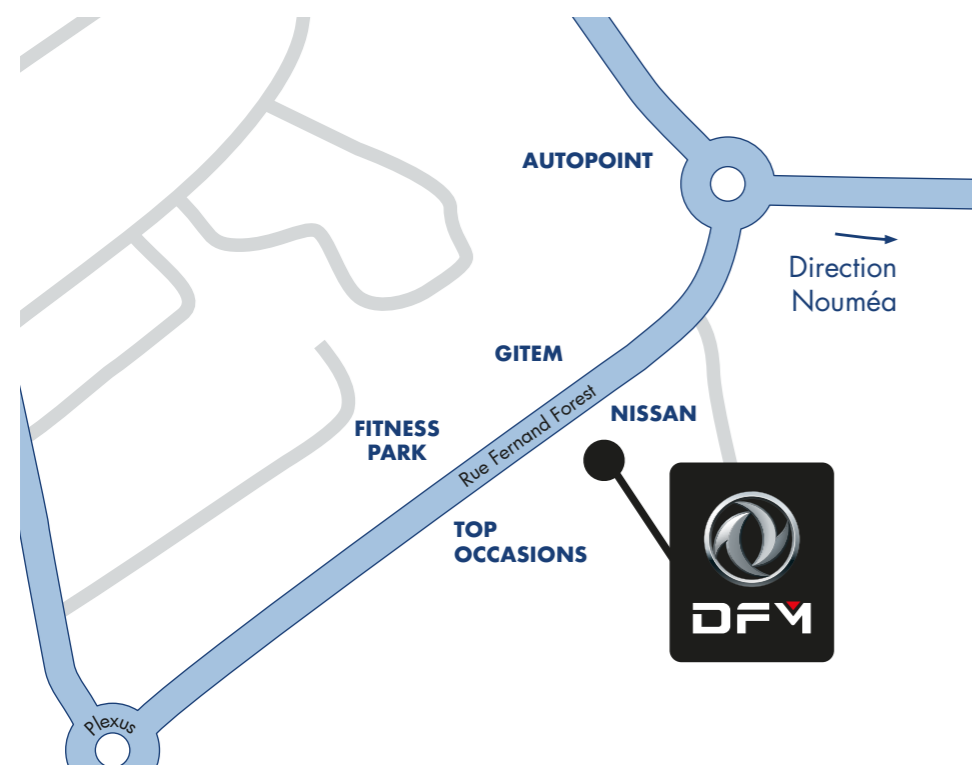 AUTOPOINT
Direction
Nouméa
GITEM
Rue Fernand Forest
NISSAN
FITNESS
PARK
TOP
OCCASIONS
DFM
Plexus